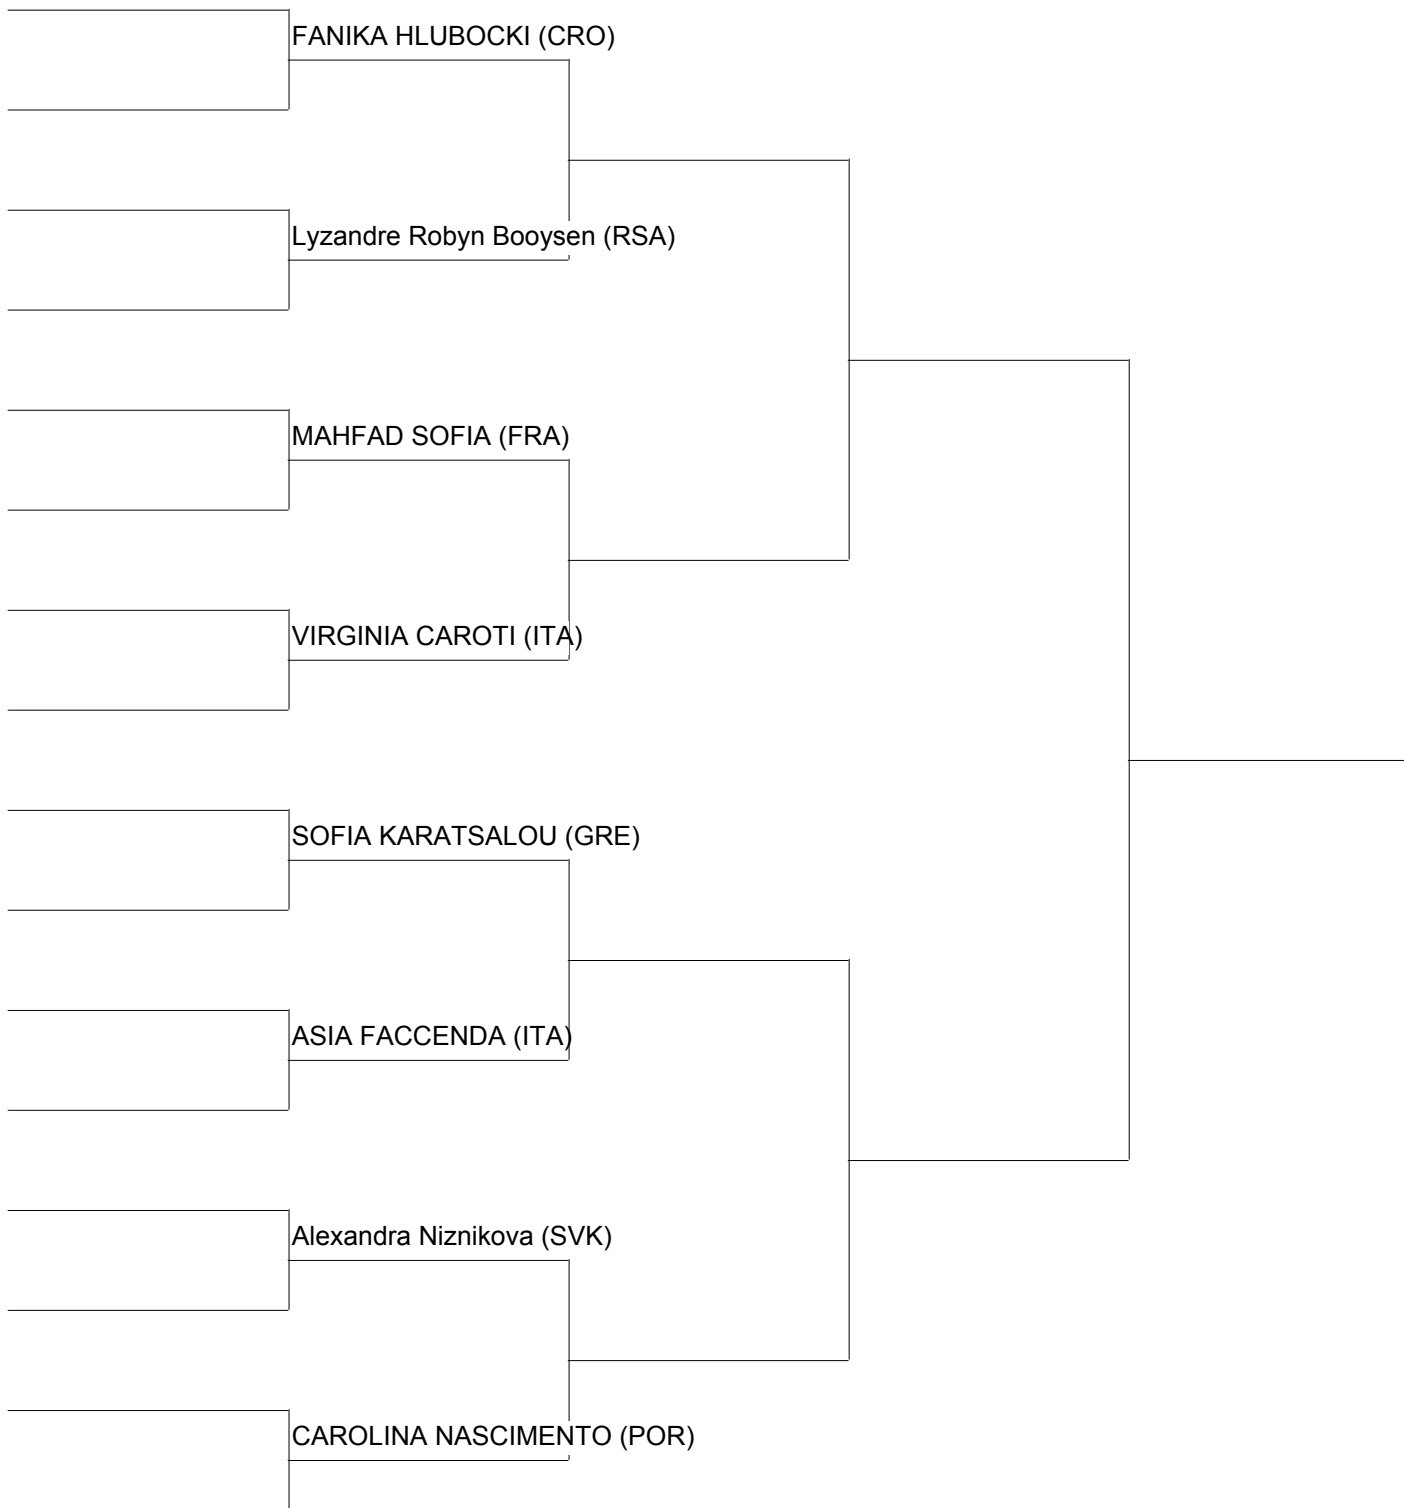 FANIKA HLUBOCKI (CRO)
Lyzandre Robyn Booysen (RSA)
MAHFAD SOFIA (FRA)
VIRGINIA CAROTI (ITA)
SOFIA KARATSALOU (GRE)
ASIA FACCENDA (ITA)
Alexandra Niznikova (SVK)
CAROLINA NASCIMENTO (POR)